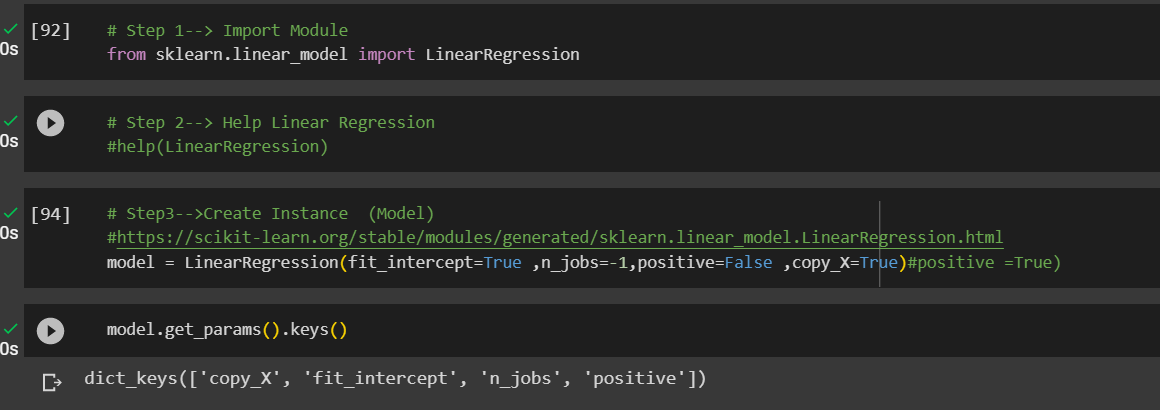 [92]
# Step 1--> Import Module
0s
from sklearn.linear_model import LinearRegression
# Step 2--> Help Linear Regression
0s
#help(LinearRegression)
[94]
# Step3-->Create Instance  (Model)
0s
#https://scikit-learn.org/stable/modules/generated/sklearn.linear_model.LinearRegression.html
model = LinearRegression(fit_intercept=True ,n_jobs=-1,positive=False ,copy_X=True)#positive =True)
model.get_params().keys()
0s
dict_keys(['copy_X', 'fit_intercept', 'n_jobs', 'positive'])